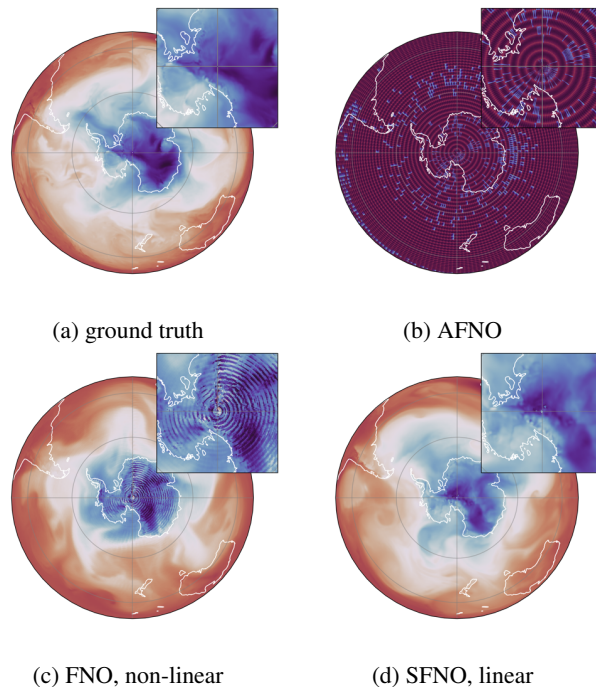 (a) ground truth
(b) AFNO
(c) FNO, non-linear
(d) SFNO, linear